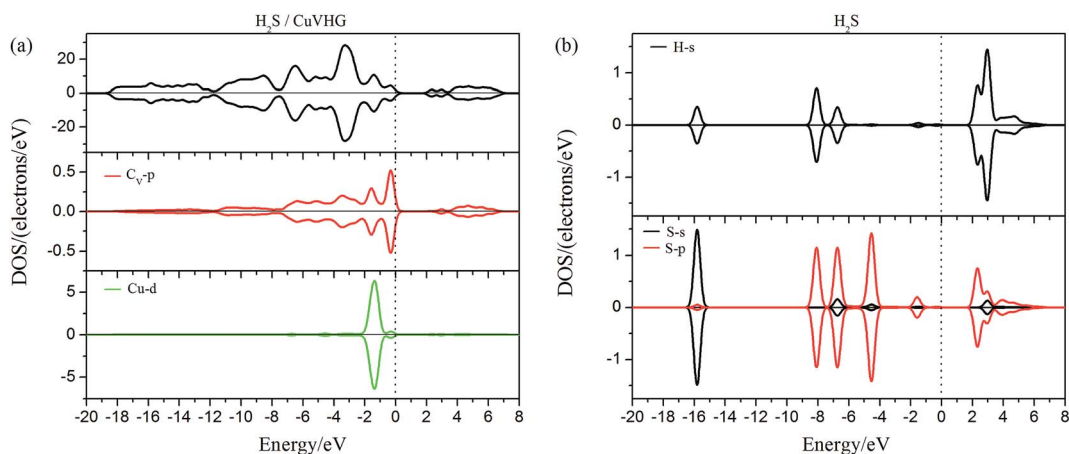 H₂S / CuVHG
(a)
20
10
0
-10
-20
C_V-p
0.5
0.0
-0.5
Cu-d
5
0
-5
DOS/(electrons/eV)
-20 -18 -16 -14 -12 -10 -8 -6 -4 -2 0 2 4 6 8
Energy/eV
H₂S
(b)
H-s
1
0
-1
S-s
S-p
1
0
-1
DOS/(electrons/eV)
-20 -18 -16 -14 -12 -10 -8 -6 -4 -2 0 2 4 6 8
Energy/eV